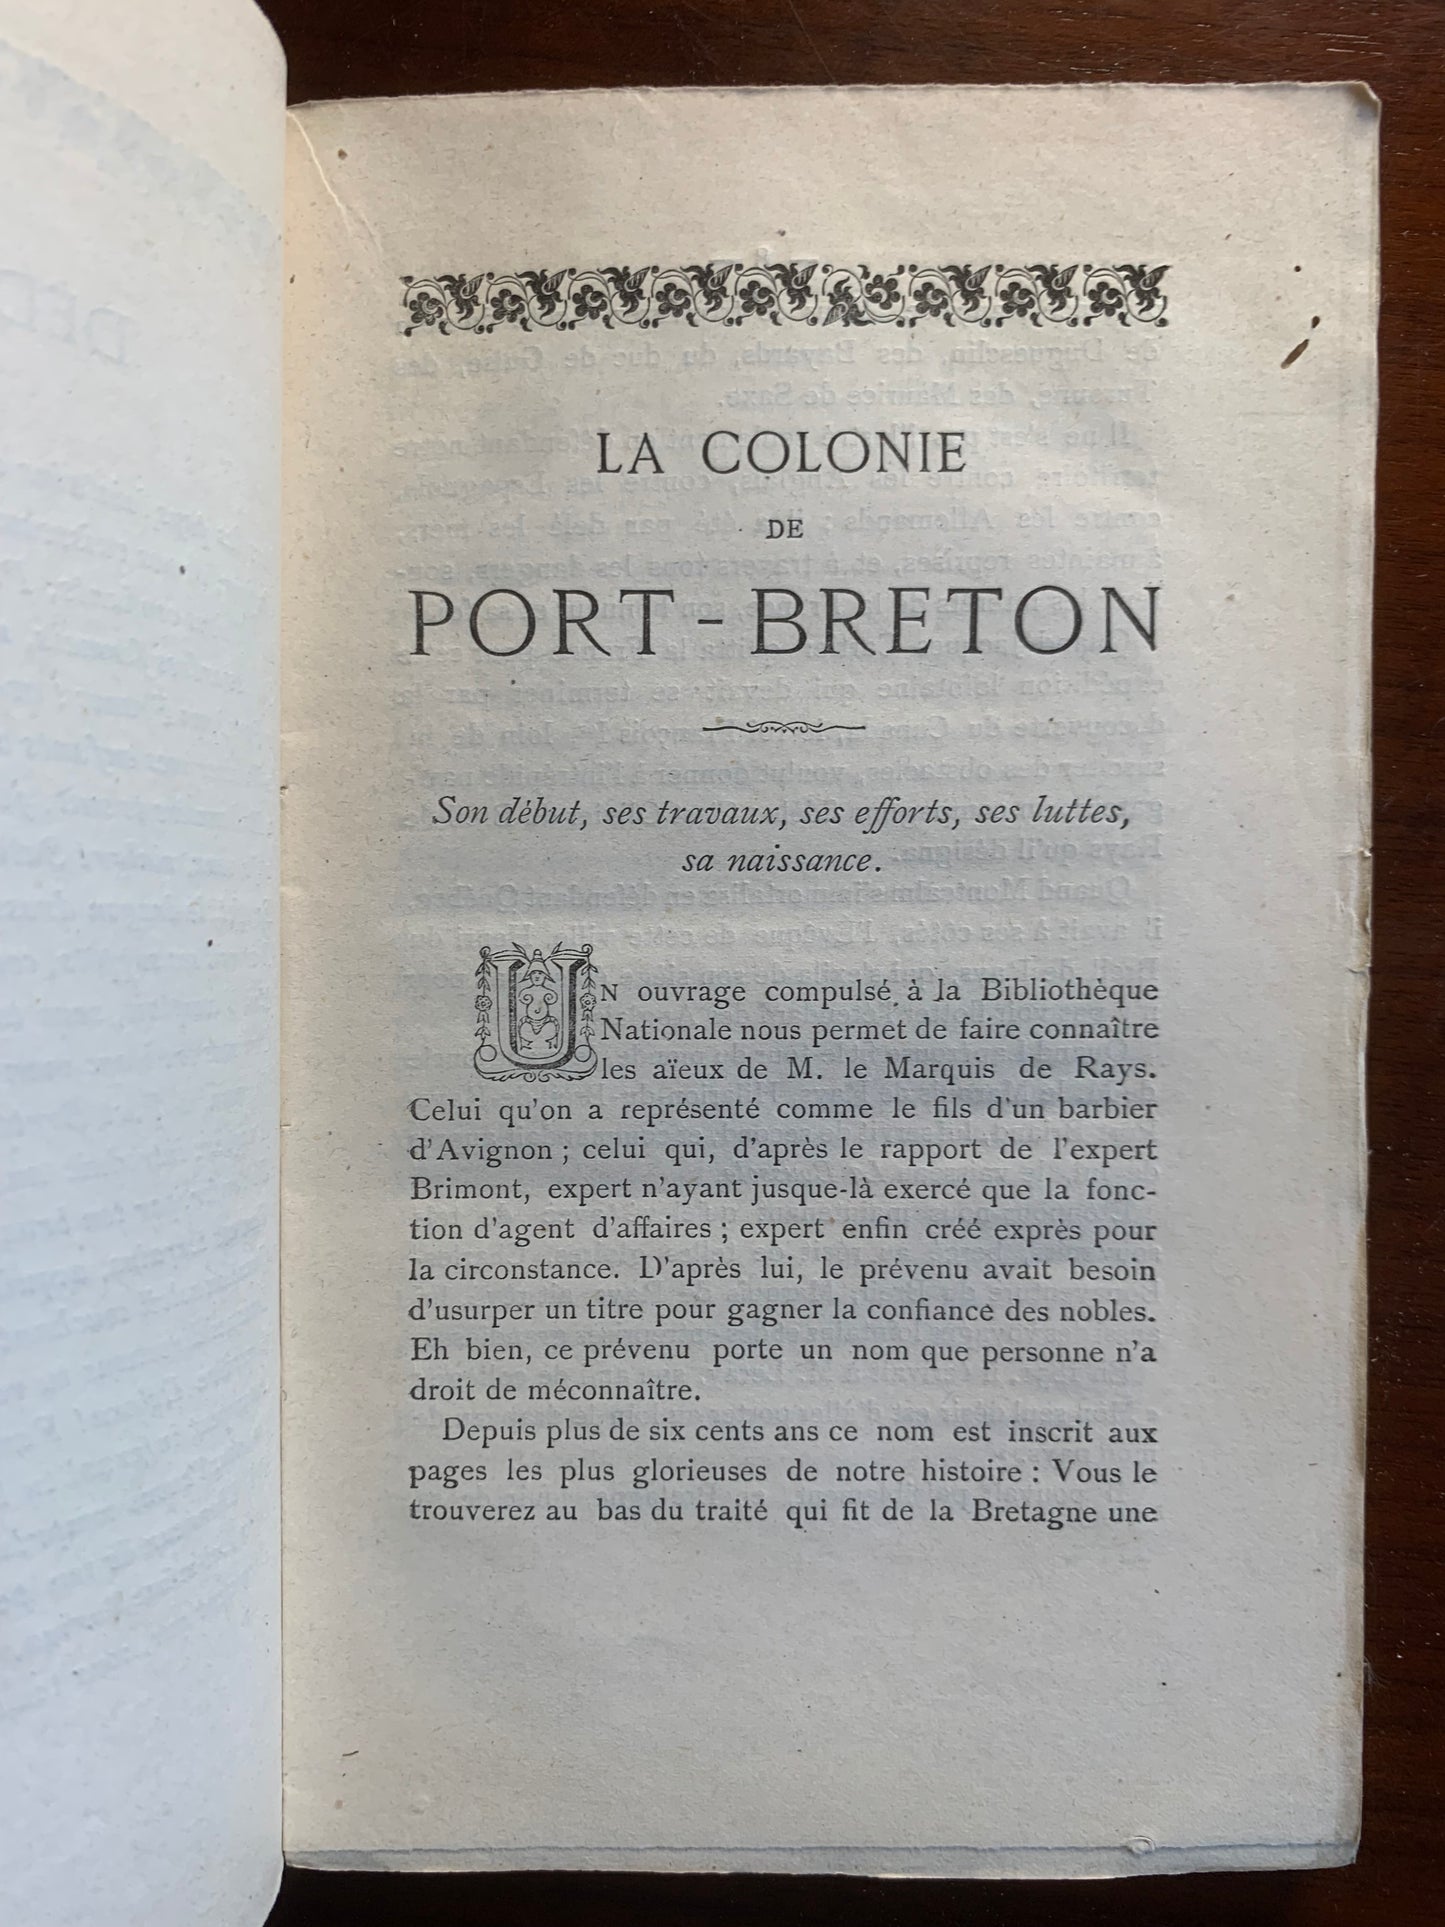 LA COLONIE
DE
PORT-BRETON
Son début, ses travaux, ses efforts, ses luttes,
sa naissance.
UN ouvrage compulsé à la Bibliothèque
Nationale nous permet de faire connaître
les aïeux de M. le Marquis de Rays.
Celui qu'on a représenté comme le fils d'un barbier
d'Avignon ; celui qui, d'après le rapport de l'expert
Brimont, expert n'ayant jusque-là exercé que la fonc-
tion d'agent d'affaires ; expert enfin créé exprès pour
la circonstance. D'après lui, le prévenu avait besoin
d'usurper un titre pour gagner la confiance des nobles.
Eh bien, ce prévenu porte un nom que personne n'a
droit de méconnaître.
Depuis plus de six cents ans ce nom est inscrit aux
pages les plus glorieuses de notre histoire : Vous le
trouverez au bas du traité qui fit de la Bretagne une